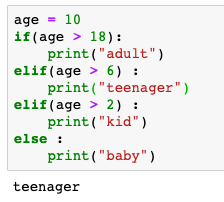 age = 10
if(age > 18):
    print("adult")
elif(age > 6) :
    print("teenager")
elif(age > 2) :
    print("kid")
else :
    print("baby")
teenager